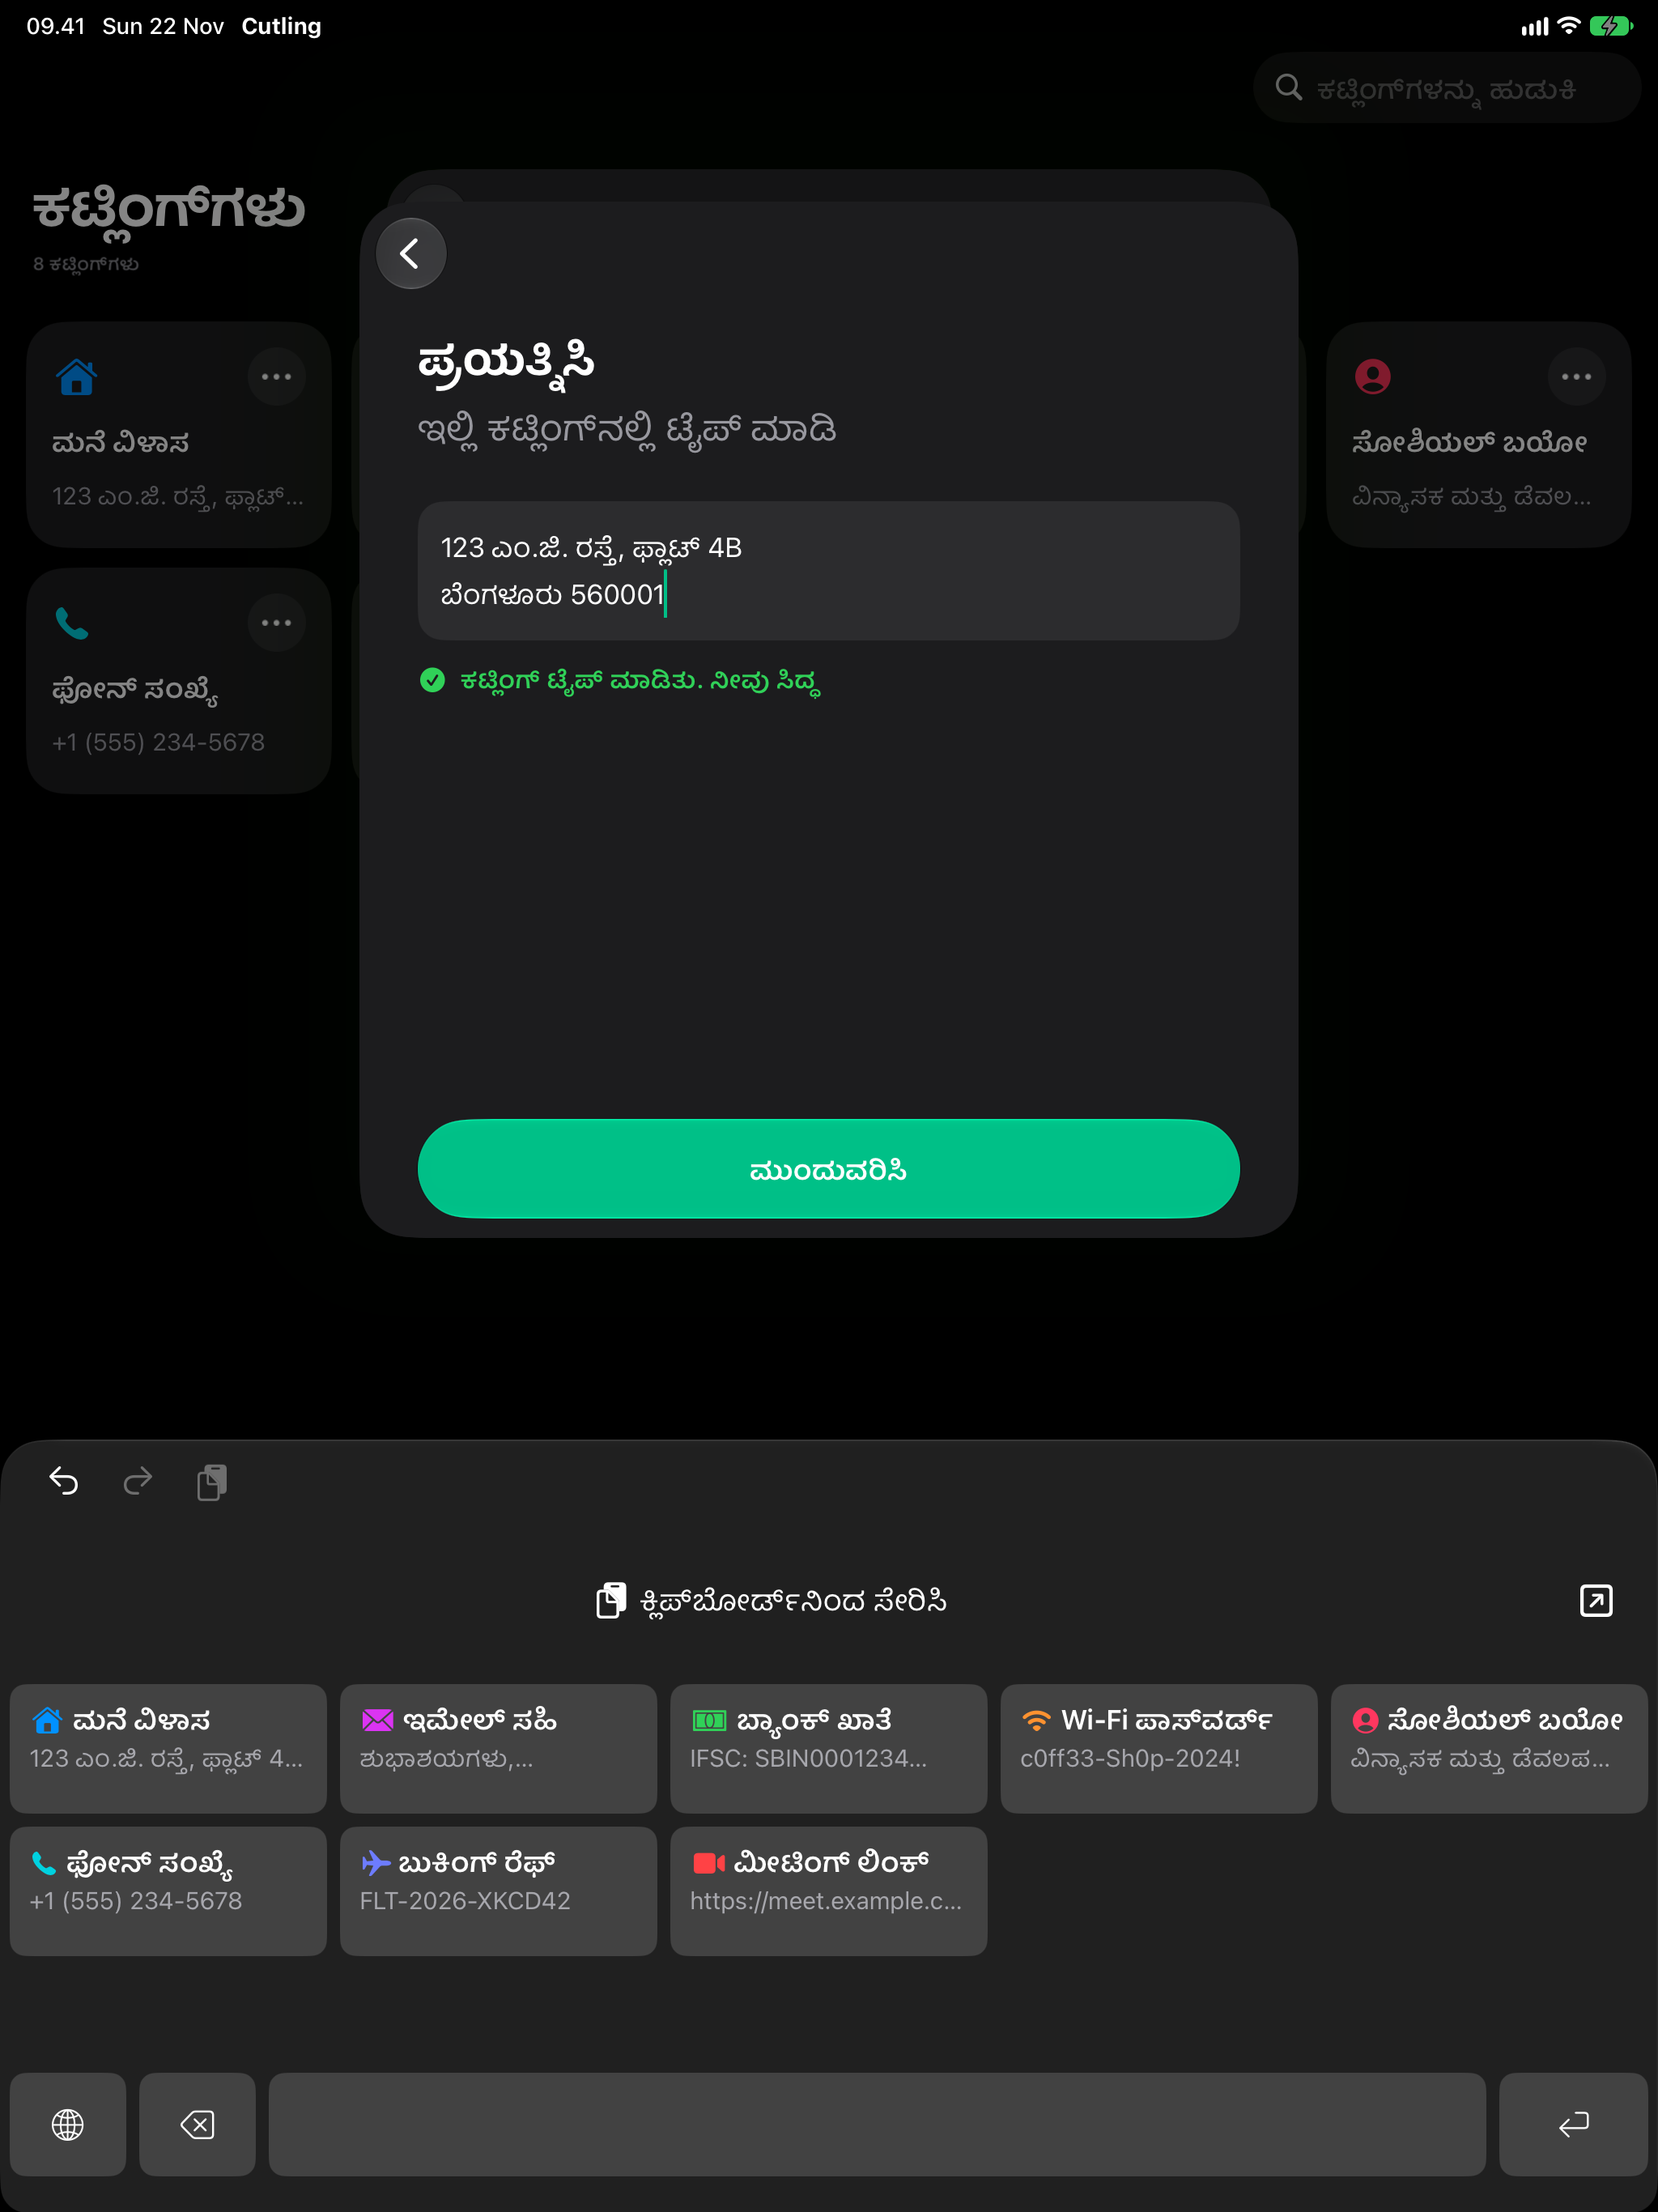 09.41 Sun 22 Nov Cutling
ಕಟ್ಲಿಂಗ್‌ಗಳನ್ನು ಹುಡುಕಿ
ಕಟ್ಲಿಂಗ್‌ಗಳು
8 ಕಟ್ಲಿಂಗ್‌ಗಳು
ಮನೆ ವಿಳಾಸ
123 ಎಂ.ಜಿ. ರಸ್ತೆ, ಫ್ಲಾಟ್...
ಫೋನ್ ಸಂಖ್ಯೆ
+1 (555) 234-5678
ಸೋಶಿಯಲ್ ಬಯೋ
ವಿನ್ಯಾಸಕ ಮತ್ತು ಡೆವಲ...
ಪ್ರಯತ್ನಿಸಿ
ಇಲ್ಲಿ ಕಟ್ಲಿಂಗ್‌ನಲ್ಲಿ ಟೈಪ್ ಮಾಡಿ
123 ಎಂ.ಜಿ. ರಸ್ತೆ, ಫ್ಲಾಟ್ 4B
ಬೆಂಗಳೂರು 560001
ಕಟ್ಲಿಂಗ್ ಟೈಪ್ ಮಾಡಿತು. ನೀವು ಸಿದ್ಧ
ಮುಂದುವರಿಸಿ
ಕ್ಲಿಪ್‌ಬೋರ್ಡ್‌ನಿಂದ ಸೇರಿಸಿ
ಮನೆ ವಿಳಾಸ
123 ಎಂ.ಜಿ. ರಸ್ತೆ, ಫ್ಲಾಟ್ 4...
ಇಮೇಲ್ ಸಹಿ
ಶುಭಾಶಯಗಳು,...
ಬ್ಯಾಂಕ್ ಖಾತೆ
IFSC: SBIN0001234...
Wi-Fi ಪಾಸ್‌ವರ್ಡ್
c0ff33-Sh0p-2024!
ಸೋಶಿಯಲ್ ಬಯೋ
ವಿನ್ಯಾಸಕ ಮತ್ತು ಡೆವಲಪ...
ಫೋನ್ ಸಂಖ್ಯೆ
+1 (555) 234-5678
ಬುಕಿಂಗ್ ರೆಫ್
FLT-2026-XKCD42
ಮೀಟಿಂಗ್ ಲಿಂಕ್
https://meet.example.c...